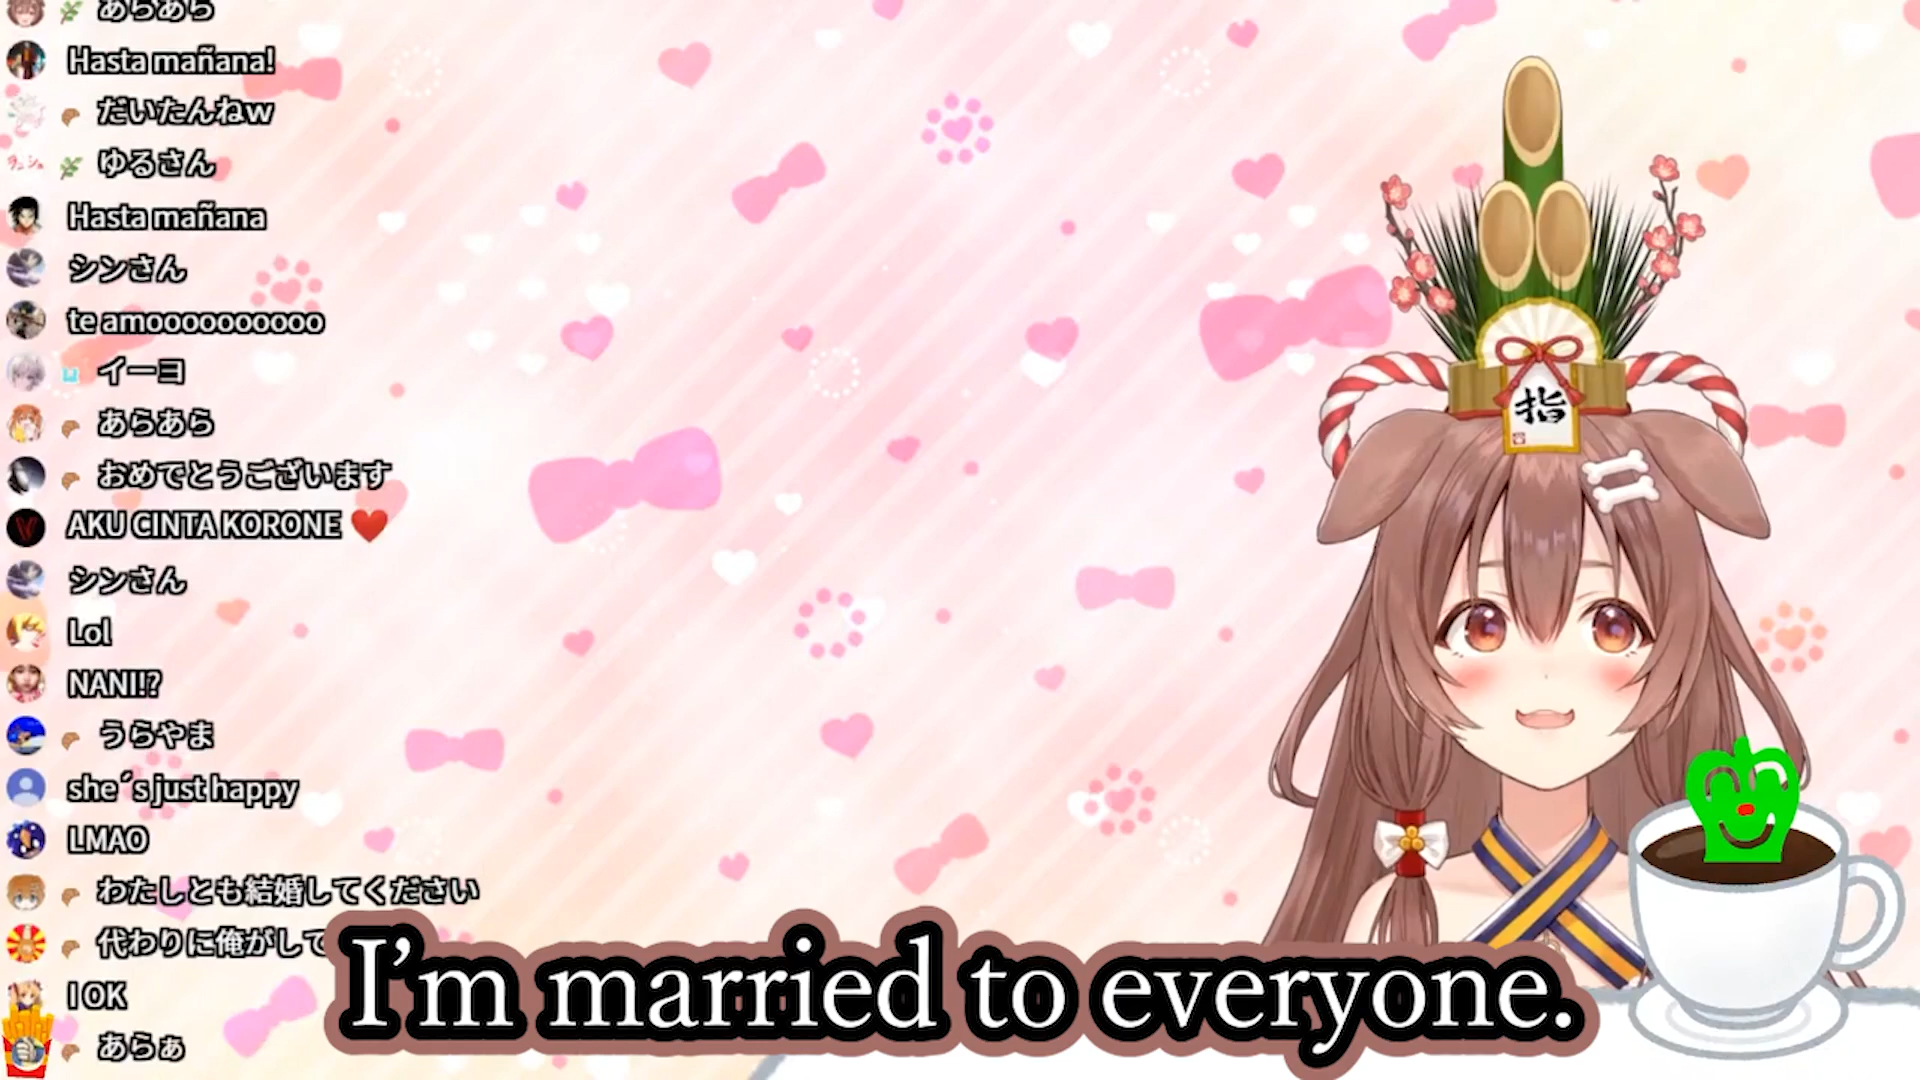 あらあら
Hasta mañana!
だいたんねw
ゆるさん
Hasta mañana
シンさん
te amooooooooooo
イーヨ
あらあら
おめでとうございます
AKU CINTA KORONE ❤️
シンさん
Lol
NANI!?
うらやま
she´s just happy
LMAO
わたしとも結婚してください
代わりに俺がして
I OK
あらぁ
指
I'm married to everyone.